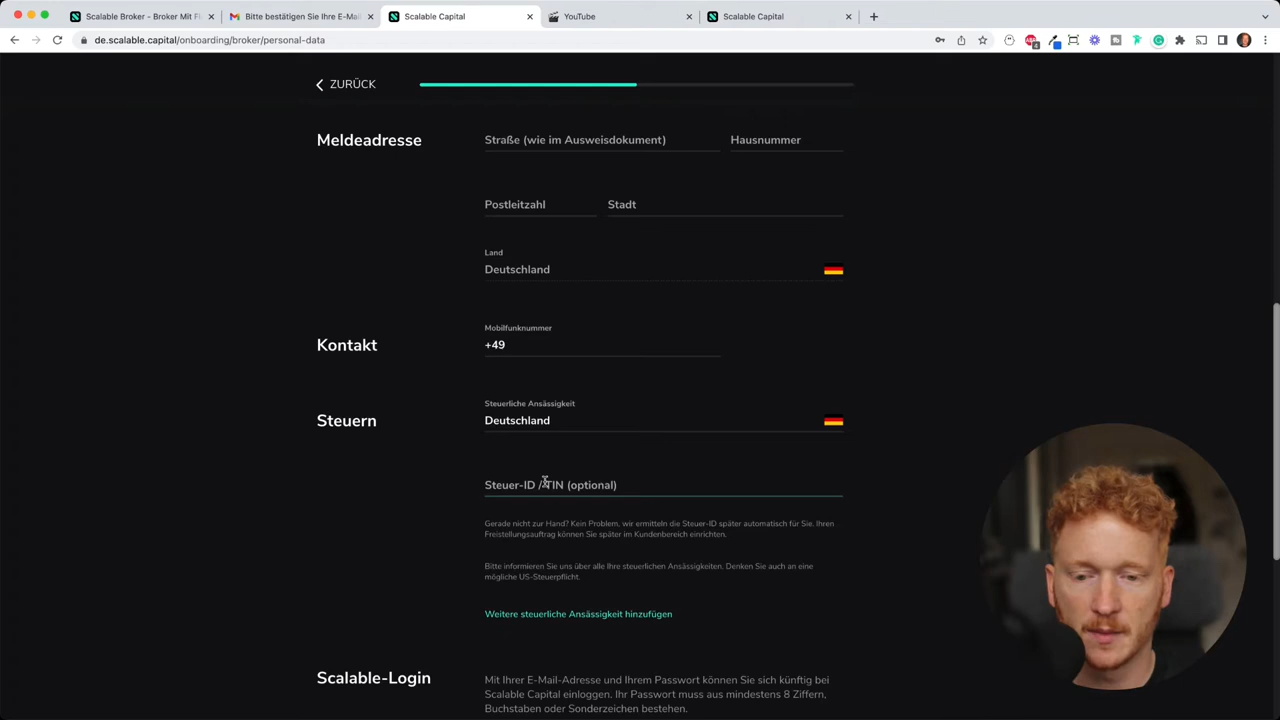 Scalable Broker - Broker Mit Fl
Bitte bestätigen Sie Ihre E-Mai
Scalable Capital
YouTube
Scalable Capital
de.scalable.capital/onboarding/broker/personal-data
ZURÜCK
Meldeadresse
Straße (wie im Ausweisdokument)
Hausnummer
Postleitzahl
Stadt
Land
Deutschland
Kontakt
Mobilfunknummer
+49
Steuern
Steuerliche Ansässigkeit
Deutschland
Steuer-ID / TIN (optional)
Gerade nicht zur Hand? Kein Problem, wir ermitteln die Steuer-ID später automatisch für Sie. Ihren
Freistellungsauftrag können Sie später im Kundenbereich einrichten.
Bitte informieren Sie uns über alle Ihre steuerlichen Ansässigkeiten. Denken Sie auch an eine
mögliche US-Steuerpflicht.
Weitere steuerliche Ansässigkeit hinzufügen
Scalable-Login
Mit Ihrer E-Mail-Adresse und Ihrem Passwort können Sie sich künftig bei
Scalable Capital einloggen. Ihr Passwort muss aus mindestens 8 Ziffern,
Buchstaben oder Sonderzeichen bestehen.